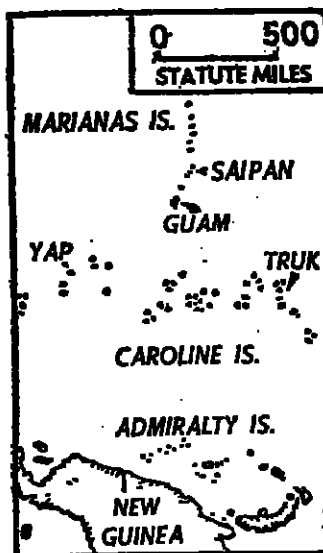 0 500
STATUTE MILES
MARIANAS IS.
SAIPAN
GUAM
YAP
TRUK
CAROLINE IS.
ADMIRALTY IS.
NEW
GUINEA